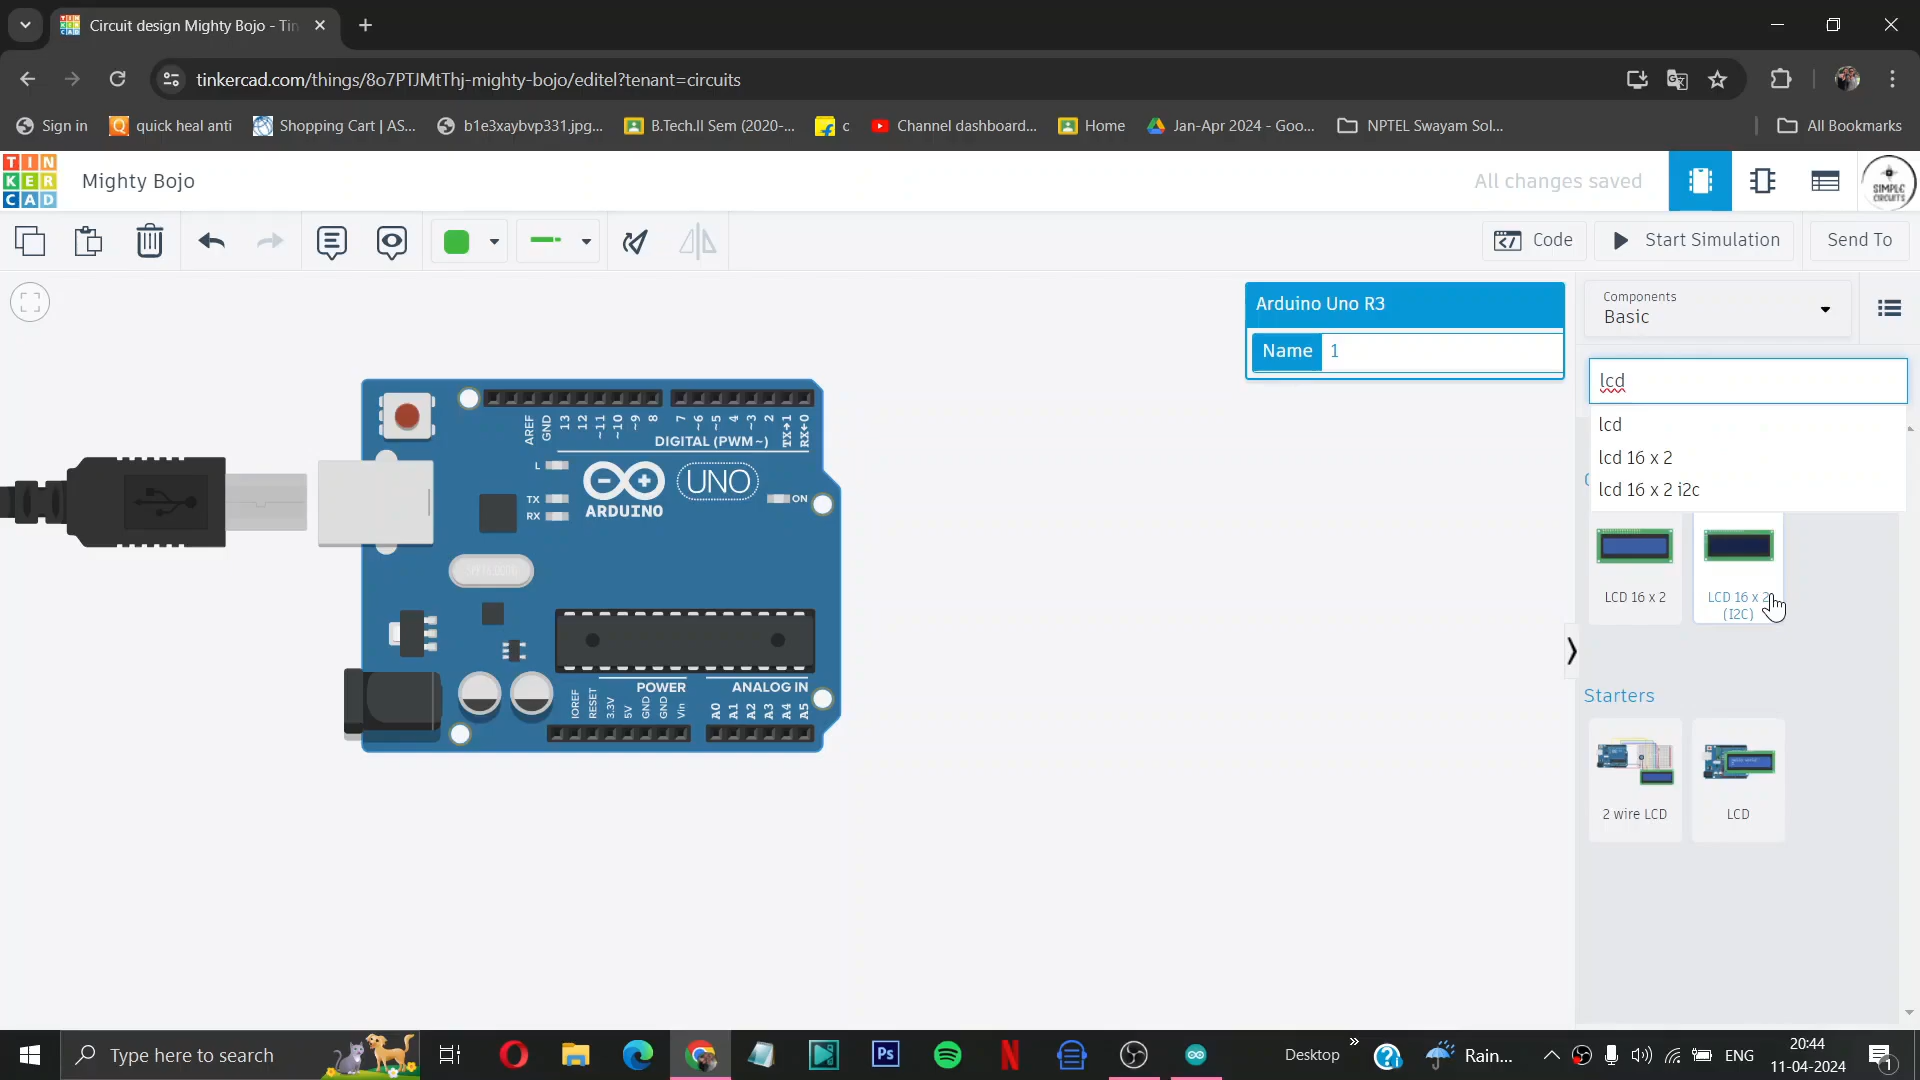 Circuit design Mighty Bojo - Tin
tinkercad.com/things/8o7PTJMtThj-mighty-bojo/editel?tenant=circuits
Sign in
quick heal anti
Shopping Cart | AS...
b1e3xaybvp331.jpg...
B.Tech.II Sem (2020-...
c
Channel dashboard...
Home
Jan-Apr 2024 - Goo...
NPTEL Swayam Sol...
All Bookmarks
TIN
KER
CAD
Mighty Bojo
All changes saved
SIMPLE
CIRCUITS
Code
Start Simulation
Send To
Arduino Uno R3
Name 1
Components
Basic
lcd
lcd
lcd 16 x 2
lcd 16 x 2 i2c
LCD 16 x 2
LCD 16 x 2
(I2C)
Starters
2 wire LCD
LCD
AREF
GND
13
12
~11
~10
~9
8
7
~6
~5
4
~3
2
TX→1
RX←0
DIGITAL (PWM~)
L
TX
RX
UNO
ARDUINO
ON
POWER
ANALOG IN
IOREF
RESET
3.3V
5V
GND
GND
Vin
A0
A1
A2
A3
A4
A5
Type here to search
Ps
Desktop
Rain...
ENG
20:44
11-04-2024
1